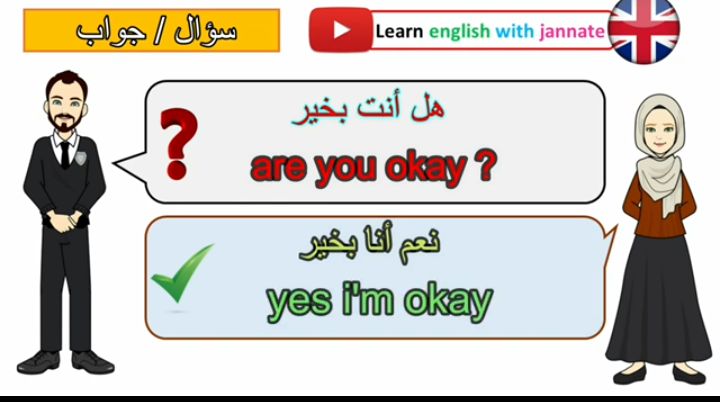 سؤال / جواب
Learn english with jannate
هل أنت بخير
are you okay ?
نعم أنا بخير
yes i'm okay